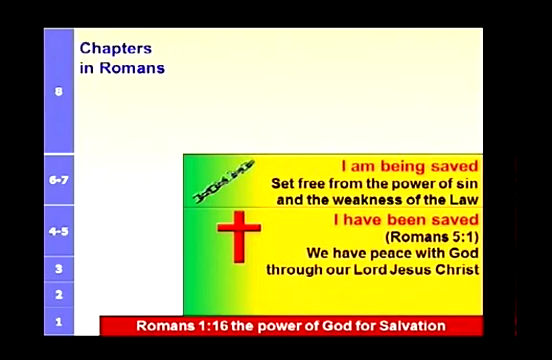 Chapters
in Romans
8
6-7
I am being saved
Set free from the power of sin
and the weakness of the Law
4-5
I have been saved
(Romans 5:1)
We have peace with God
through our Lord Jesus Christ
3
2
1
Romans 1:16 the power of God for Salvation